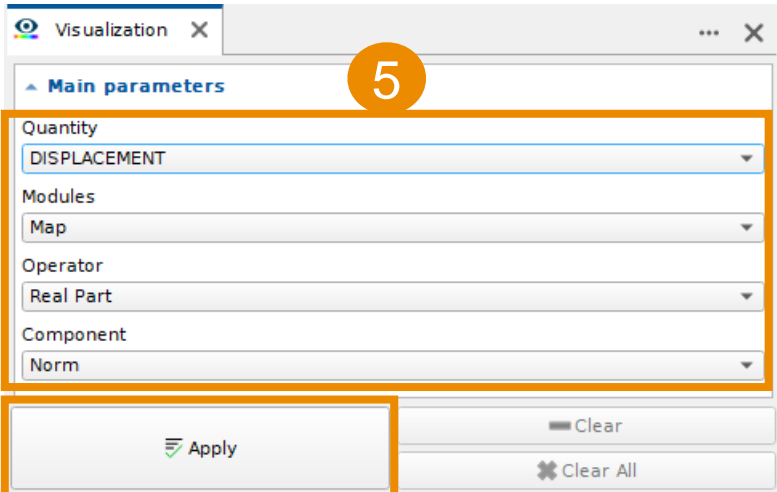 Visualization
5
Main parameters
Quantity
DISPLACEMENT
Modules
Map
Operator
Real Part
Component
Norm
Apply
Clear
Clear All